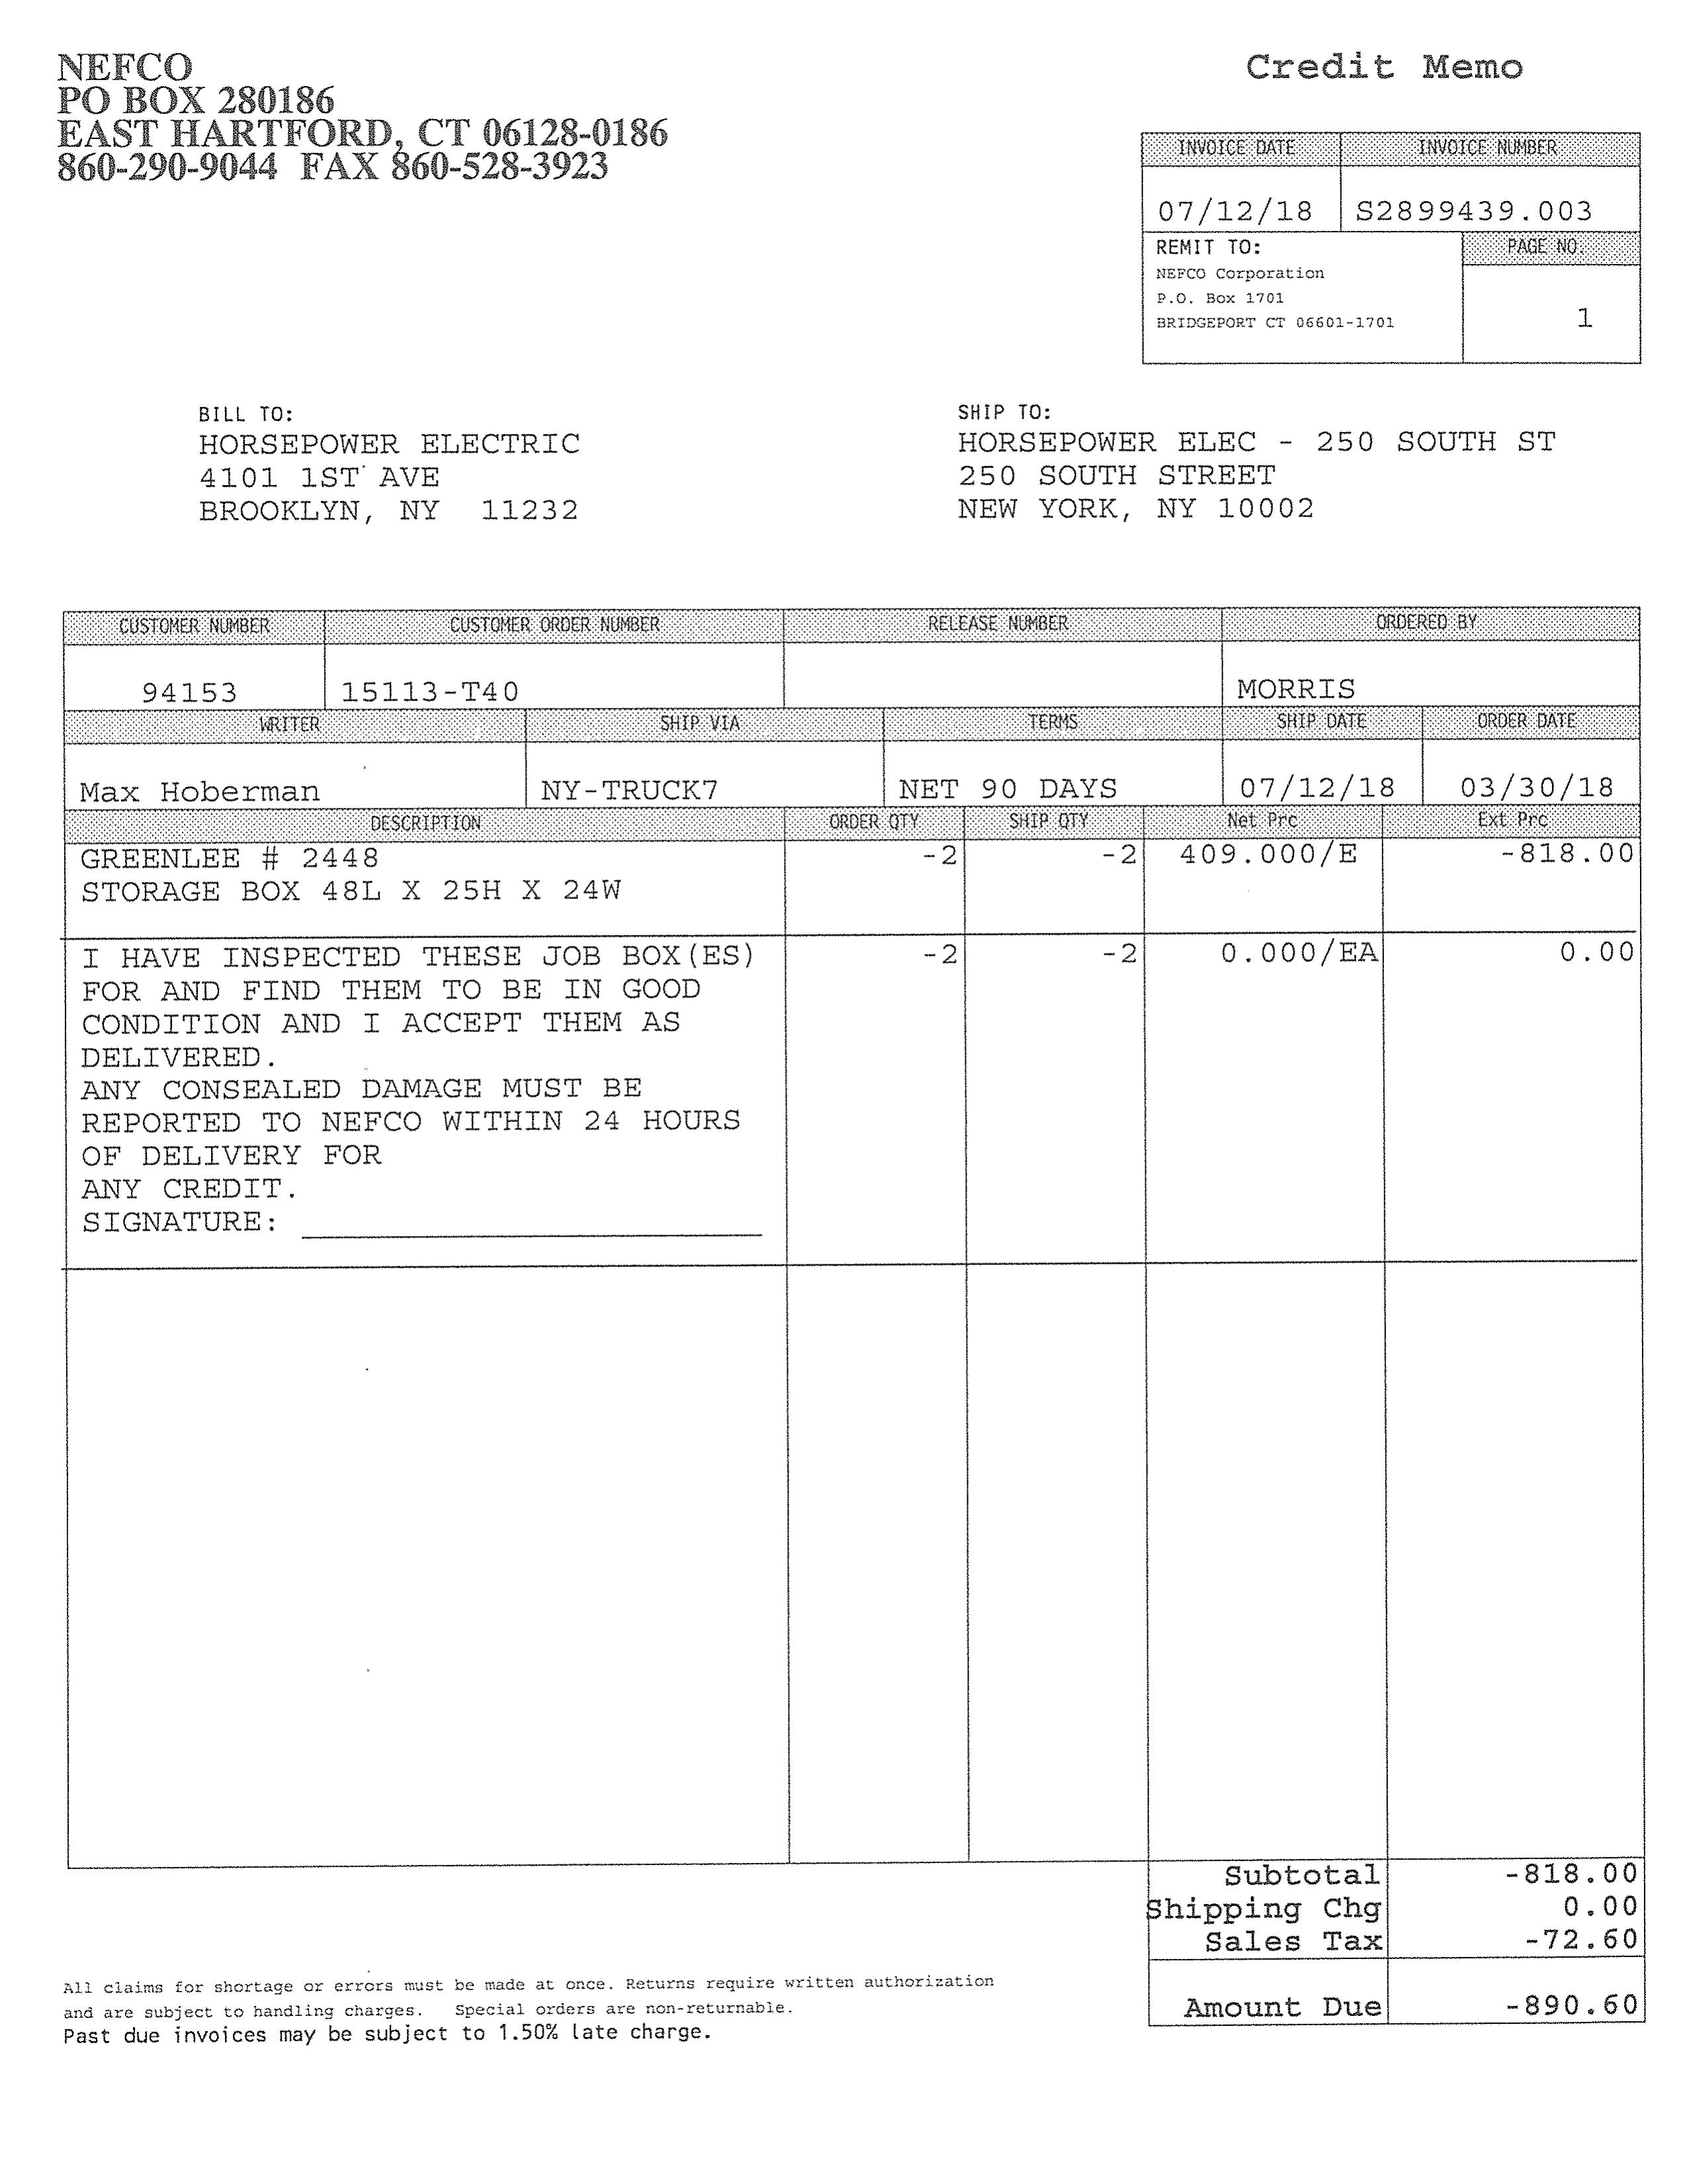 NEFCO
PO BOX 280186
EAST HARTFORD, CT 06128-0186
860-290-9044 FAX 860-528-3923
Credit Memo
INVOICE DATE INVOICE NUMBER
07/12/18 S2899439.003
REMIT TO: PAGE NO.
NEFCO Corporation
P.O. Box 1701
BRIDGEPORT CT 06601-1701
1
BILL TO:
HORSEPOWER ELECTRIC
4101 1ST AVE
BROOKLYN, NY 11232
SHIP TO:
HORSEPOWER ELEC - 250 SOUTH ST
250 SOUTH STREET
NEW YORK, NY 10002
CUSTOMER NUMBER CUSTOMER ORDER NUMBER RELEASE NUMBER ORDERED BY
94153 15113-T40 MORRIS
WRITER SHIP VIA TERMS SHIP DATE ORDER DATE
Max Hoberman NY-TRUCK7 NET 90 DAYS 07/12/18 03/30/18
DESCRIPTION ORDER QTY SHIP QTY Net Prc Ext Prc
GREENLEE # 2448 -2 -2 409.000/E -818.00
STORAGE BOX 48L X 25H X 24W
I HAVE INSPECTED THESE JOB BOX(ES) -2 -2 0.000/EA 0.00
FOR AND FIND THEM TO BE IN GOOD
CONDITION AND I ACCEPT THEM AS
DELIVERED.
ANY CONSEALED DAMAGE MUST BE
REPORTED TO NEFCO WITHIN 24 HOURS
OF DELIVERY FOR
ANY CREDIT.
SIGNATURE:
Subtotal -818.00
Shipping Chg 0.00
Sales Tax -72.60
Amount Due -890.60
All claims for shortage or errors must be made at once. Returns require written authorization
and are subject to handling charges. Special orders are non-returnable.
Past due invoices may be subject to 1.50% late charge.